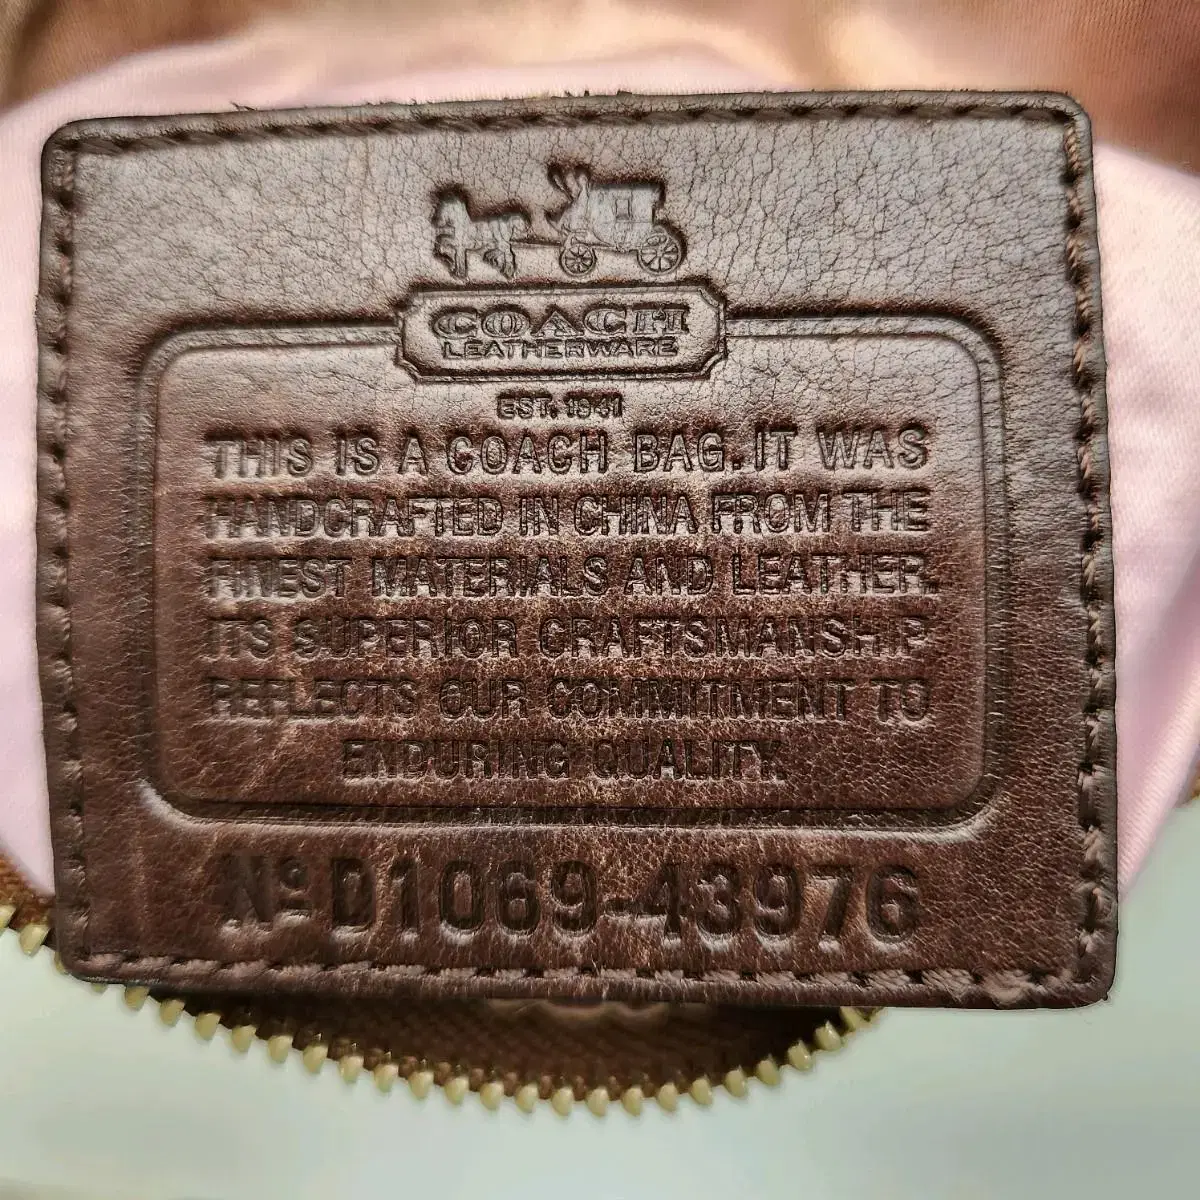 COACH
LEATHERWARE
EST. 1941
THIS IS A COACH BAG. IT WAS
HANDCRAFTED IN CHINA FROM THE
FINEST MATERIALS AND LEATHER.
ITS SUPERIOR CRAFTSMANSHIP
REFLECTS OUR COMMITMENT TO
ENDURING QUALITY.
Nº D1069-43976